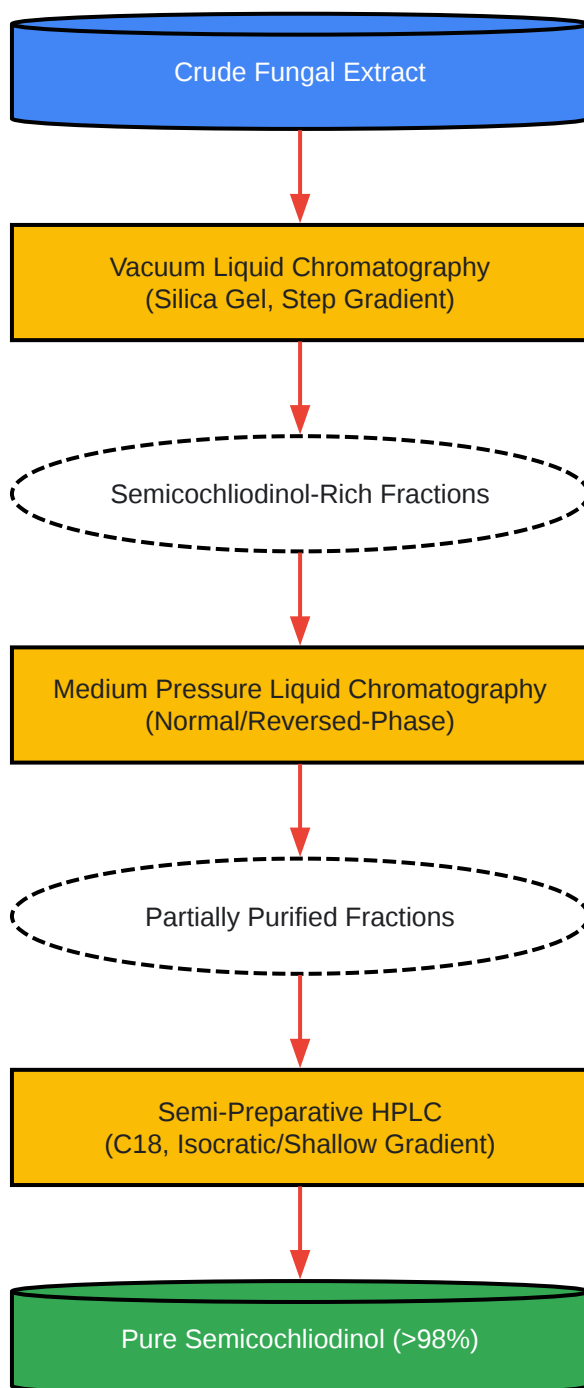 Crude Fungal Extract
Vacuum Liquid Chromatography
(Silica Gel, Step Gradient)
Semicochliodinol-Rich Fractions
Medium Pressure Liquid Chromatography
(Normal/Reversed-Phase)
Partially Purified Fractions
Semi-Preparative HPLC
(C18, Isocratic/Shallow Gradient)
Pure Semicochliodinol (>98%)